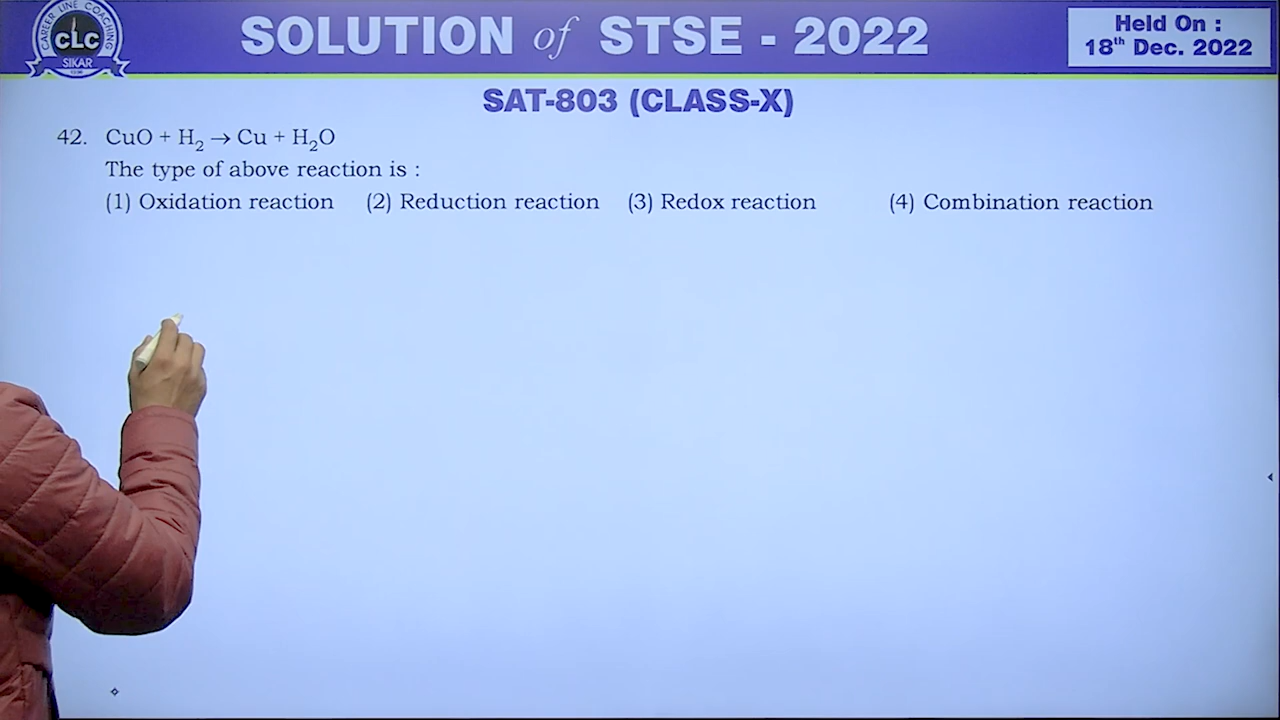 CAREER LINE COACHING
CLC
SIKAR
SOLUTION of STSE - 2022
Held On :
18th Dec. 2022
SAT-803 (CLASS-X)
42. CuO + H2 → Cu + H2O
The type of above reaction is :
(1) Oxidation reaction (2) Reduction reaction (3) Redox reaction (4) Combination reaction